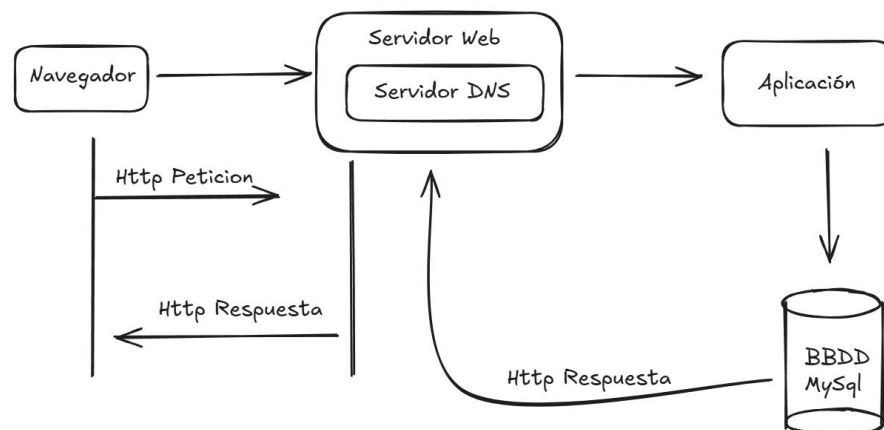 Servidor Web
Navegador
Servidor DNS
Aplicación
Http Peticion
Http Respuesta
Http Respuesta
BBDD
MySql